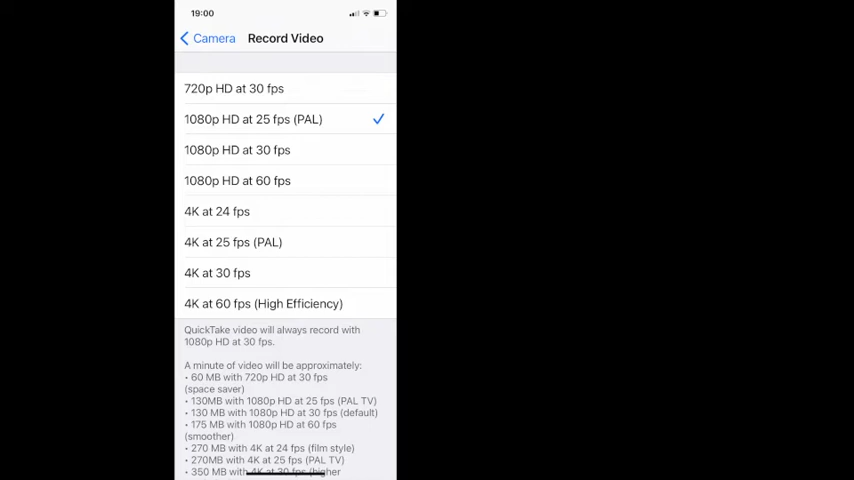 19:00
Camera
Record Video
720p HD at 30 fps
1080p HD at 25 fps (PAL)
1080p HD at 30 fps
1080p HD at 60 fps
4K at 24 fps
4K at 25 fps (PAL)
4K at 30 fps
4K at 60 fps (High Efficiency)
QuickTake video will always record with
1080p HD at 30 fps.
A minute of video will be approximately:
• 60 MB with 720p HD at 30 fps
(space saver)
• 130MB with 1080p HD at 25 fps (PAL TV)
• 130 MB with 1080p HD at 30 fps (default)
• 175 MB with 1080p HD at 60 fps
(smoother)
• 270 MB with 4K at 24 fps (film style)
• 270MB with 4K at 25 fps (PAL TV)
• 350 MB with 4K at 30 fps (higher